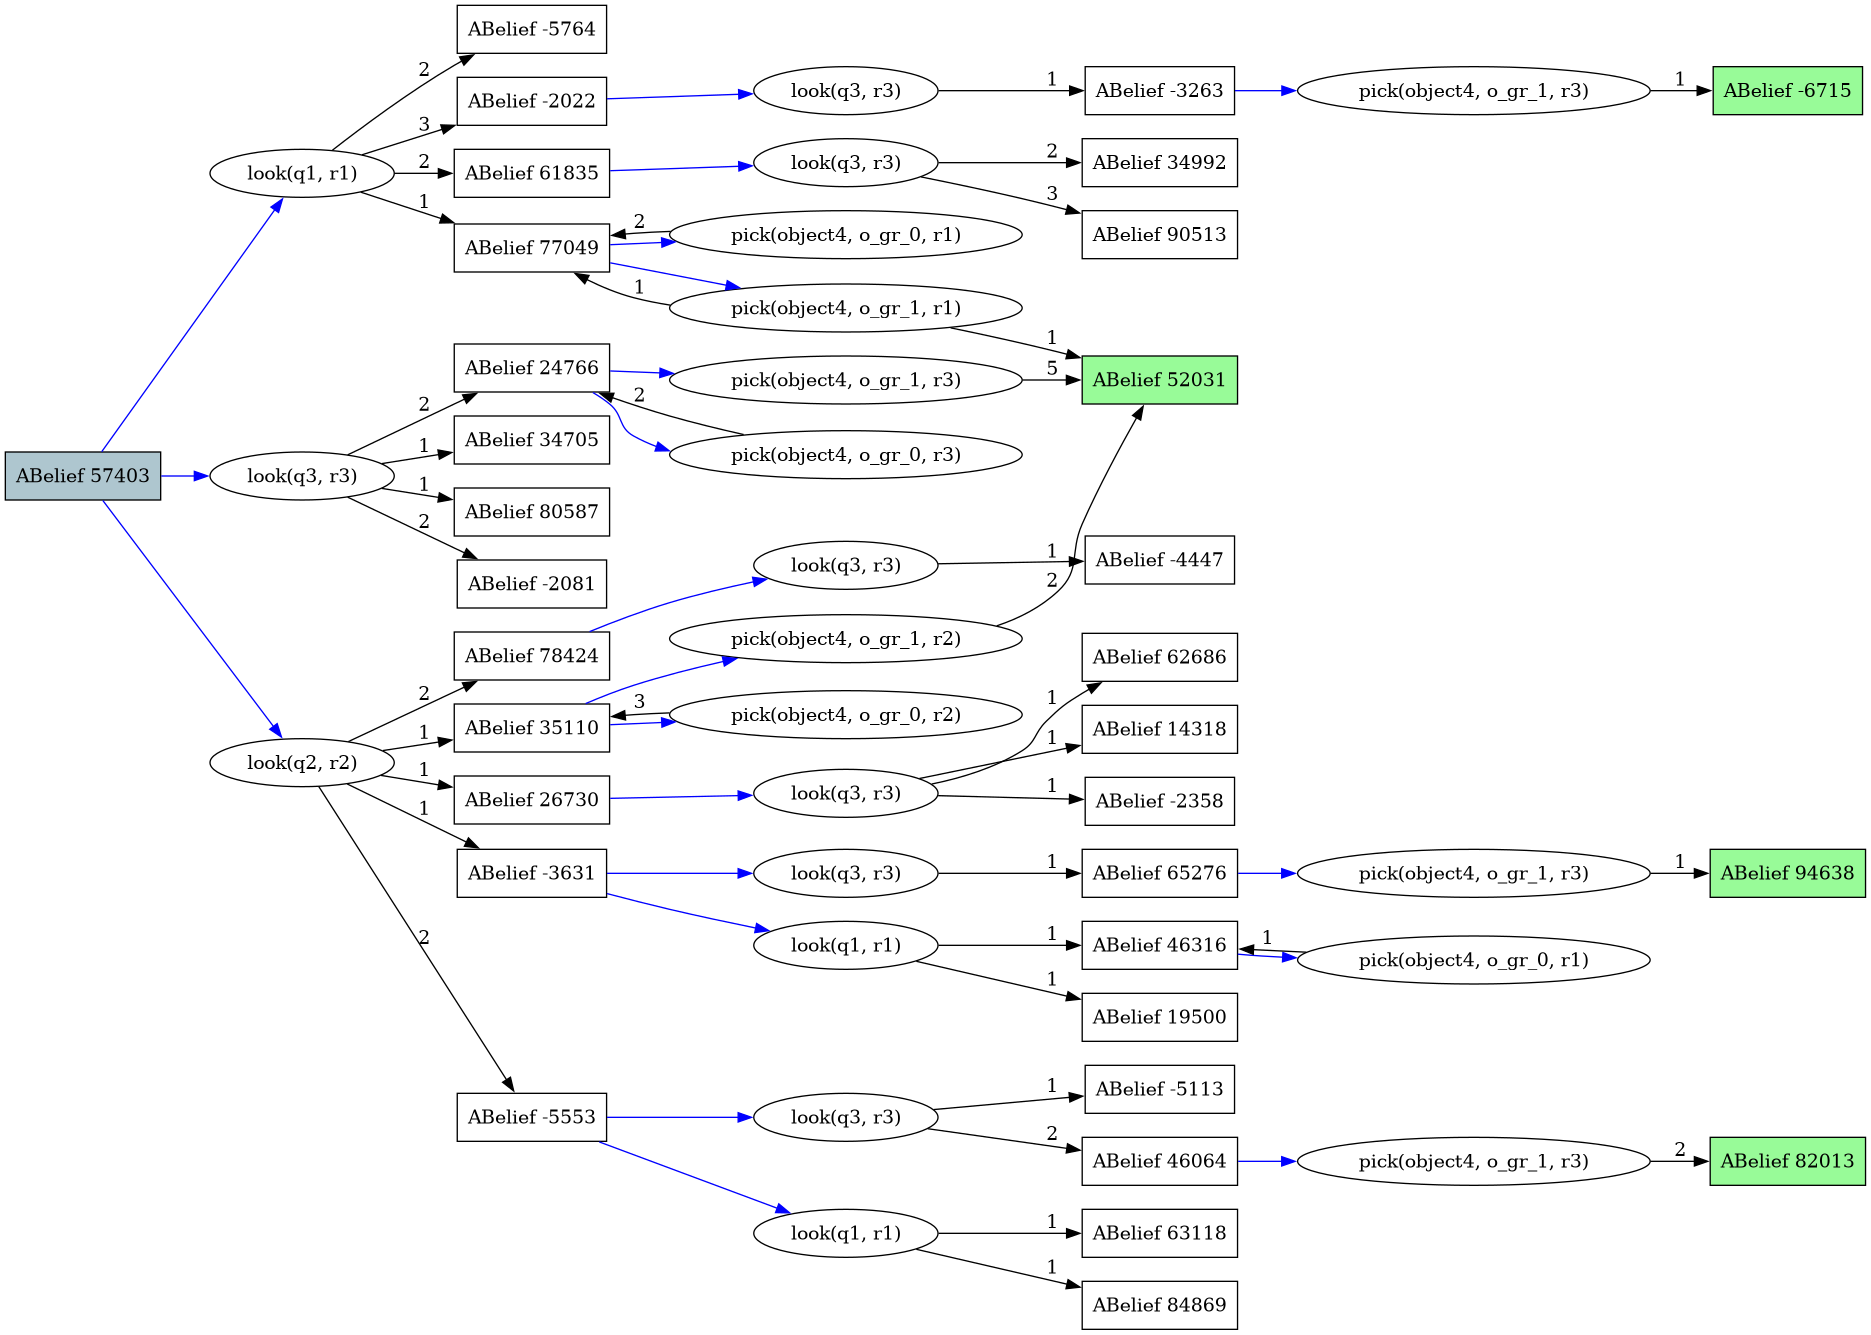 ABelief 57403
look(q1, r1)
look(q3, r3)
look(q2, r2)
2
3
2
1
2
1
1
2
2
1
1
1
2
ABelief -5764
ABelief -2022
ABelief 61835
ABelief 77049
ABelief 24766
ABelief 34705
ABelief 80587
ABelief -2081
ABelief 78424
ABelief 35110
ABelief 26730
ABelief -3631
ABelief -5553
2
1
2
3
look(q3, r3)
look(q3, r3)
pick(object4, o_gr_0, r1)
pick(object4, o_gr_1, r1)
pick(object4, o_gr_1, r3)
pick(object4, o_gr_0, r3)
look(q3, r3)
pick(object4, o_gr_1, r2)
pick(object4, o_gr_0, r2)
look(q3, r3)
look(q3, r3)
look(q1, r1)
look(q3, r3)
look(q1, r1)
1
2
3
1
5
1
2
1
1
1
1
1
1
1
2
1
1
ABelief -3263
ABelief 34992
ABelief 90513
ABelief 52031
ABelief -4447
ABelief 62686
ABelief 14318
ABelief -2358
ABelief 65276
ABelief 46316
ABelief 19500
ABelief -5113
ABelief 46064
ABelief 63118
ABelief 84869
1
pick(object4, o_gr_1, r3)
pick(object4, o_gr_1, r3)
pick(object4, o_gr_0, r1)
pick(object4, o_gr_1, r3)
1
1
2
ABelief -6715
ABelief 94638
ABelief 82013